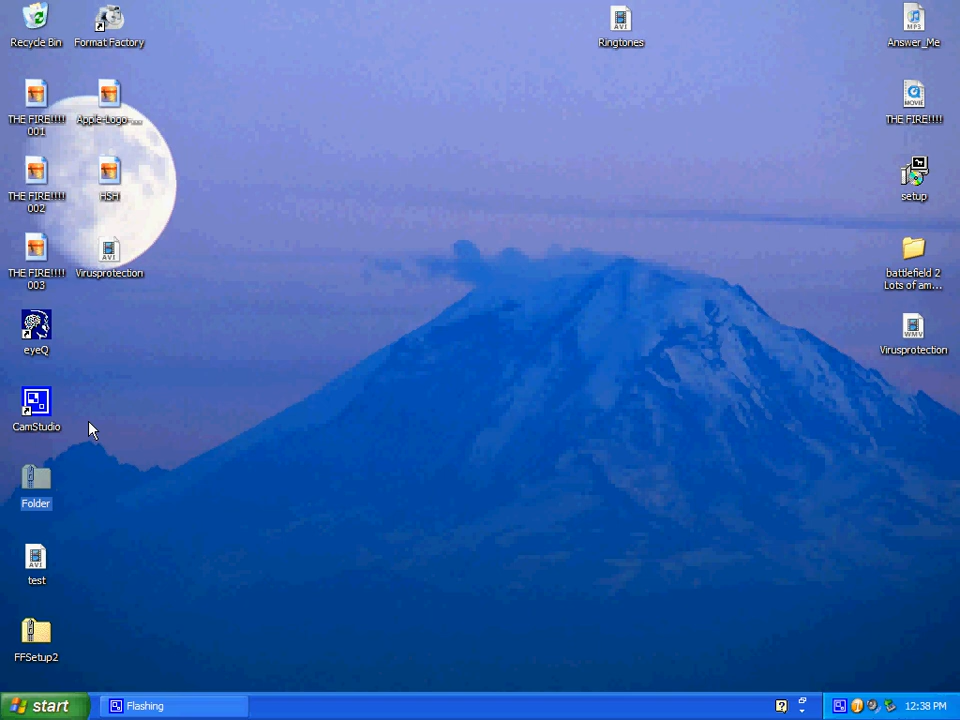 Recycle Bin
Format Factory
Ringtones
Answer_Me
THE FIRE!!!!
001
Apple-Logo-...
THE FIRE!!!!
THE FIRE!!!!
002
HSH
setup
THE FIRE!!!!
003
Virusprotection
battlefield 2
Lots of am...
eyeQ
Virusprotection
CamStudio
Folder
test
FFSetup2
start
Flashing
12:38 PM